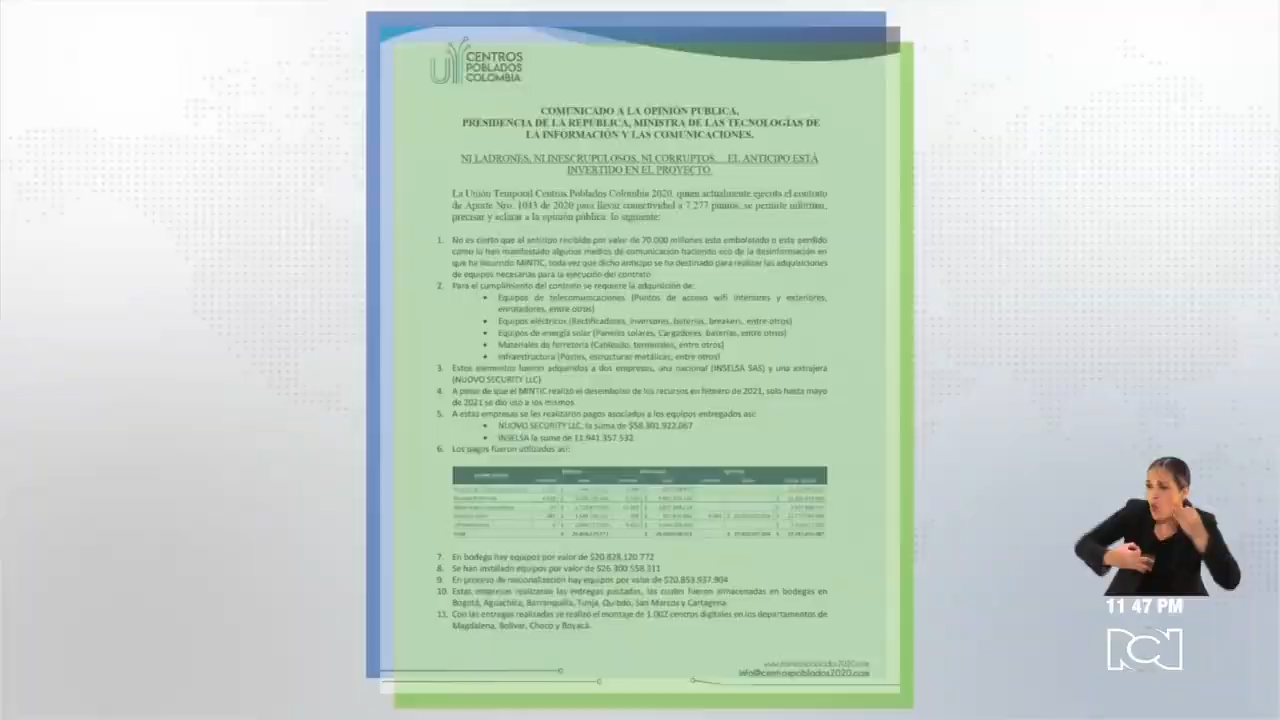 CENTROS
POBLADOS
COLOMBIA
COMUNICADO A LA OPINIÓN PUBLICA,
PRESIDENCIA DE LA REPUBLICA, MINISTRA DE LAS TECNOLOGÍAS DE
LA INFORMACIÓN Y LAS COMUNICACIONES.
NI LADRONES, NI INESCRUPULOSOS, NI CORRUPTOS... EL ANTICIPO ESTÁ
INVERTIDO EN EL PROYECTO.
La Unión Temporal Centros Poblados Colombia 2020, quien actualmente ejecuta el contrato
de Aporte Nro. 1043 de 2020 para llevar conectividad a 7.277 puntos, se permite informar,
precisar y aclarar a la opinión pública, lo siguiente:
1. No es cierto que el anticipo recibido por valor de 70.000 millones esta embolatado o este perdido
como lo han manifestado algunos medios de comunicación haciendo eco de la desinformación en
que ha incurrido MINTIC, toda vez que dicho anticipo se ha destinado para realizar las adquisiciones
de equipos necesarias para la ejecución del contrato
2. Para el cumplimiento del contrato se requiere la adquisición de:
• Equipos de telecomunicaciones (Puntos de acceso wifi interiores y exteriores,
enrutadores, entre otros)
• Equipos eléctricos (Rectificadores, inversores, baterías, breakers, entre otros)
• Equipos de energía solar (Paneles solares, Cargadores, baterías, entre otros)
• Materiales de ferretería (Cableado, terminales, entre otros)
• Infraestructura (Postes, estructuras metálicas, entre otros)
3. Estos elementos fueron adquiridos a dos empresas, una nacional (INSELSA SAS) y una extrajera
(NUOVO SECURITY LLC)
4. A pesar de que el MINTIC realizó el desembolso de los recursos en febrero de 2021, solo hasta mayo
de 2021 se dio uso a los mismos
5. A estas empresas se les realizaron pagos asociados a los equipos entregados así:
• NUOVO SECURITY LLC, la suma de $58.301.922.067
• INSELSA la suma de 11.941.357.532
6. Los pagos fueron utilizados así:
7. En bodega hay equipos por valor de $20.828.120.772
8. Se han instalado equipos por valor de $26.300.558.311
9. En proceso de nacionalización hay equipos por valor de $20.853.937.904
10. Estas empresas realizaron las entregas pactadas, las cuales fueron almacenadas en bodegas en
Bogotá, Aguachica, Barranquilla, Tunja, Quibdó, San Marcos y Cartagena
11. Con las entregas realizadas se realizó el montaje de 1.002 centros digitales en los departamentos de
Magdalena, Bolívar, Choco y Boyacá.
info@centrospoblados2020.com
11 47 PM
RCN